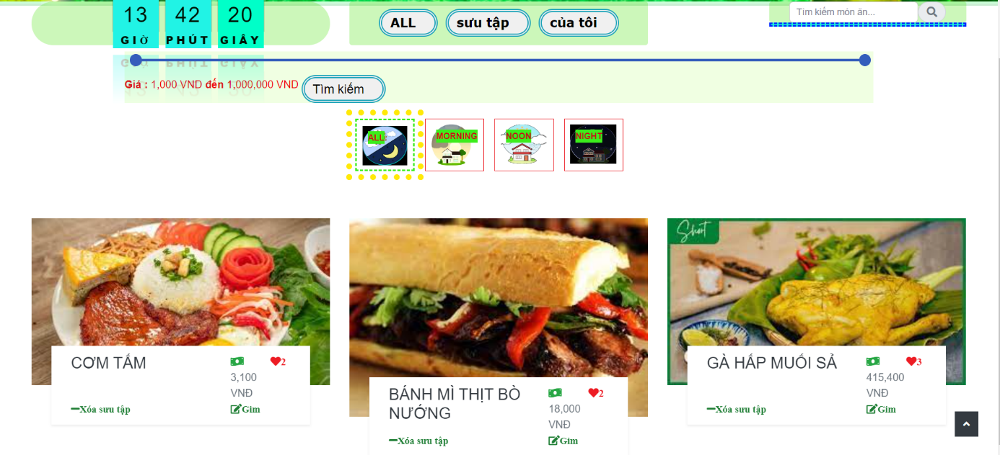 13 42 20
GIỜ PHÚT GIÂY
ALL sưu tập của tôi
Tìm kiếm món ăn...
Giá : 1,000 VND đến 1,000,000 VND
Tìm kiếm
ALL MORNING NOON NIGHT
Short
CƠM TẤM
2
3,100
VNĐ
Xóa sưu tập Gim
BÁNH MÌ THỊT BÒ
NƯỚNG
2
18,000
VNĐ
Xóa sưu tập Gim
GÀ HẤP MUỐI SẢ
3
415,400
VNĐ
Xóa sưu tập Gim